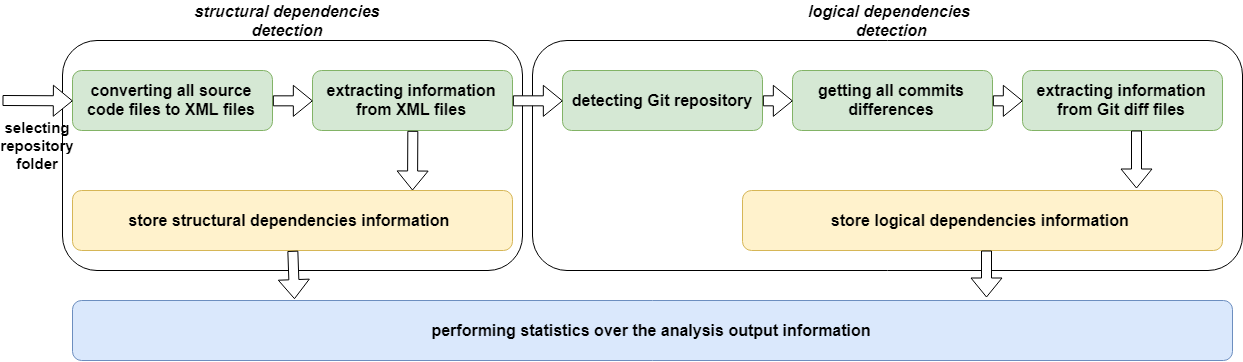 structural dependencies
detection
logical dependencies
detection
selecting
repository
folder
converting all source
code files to XML files
extracting information
from XML files
detecting Git repository
getting all commits
differences
extracting information
from Git diff files
store structural dependencies information
store logical dependencies information
performing statistics over the analysis output information